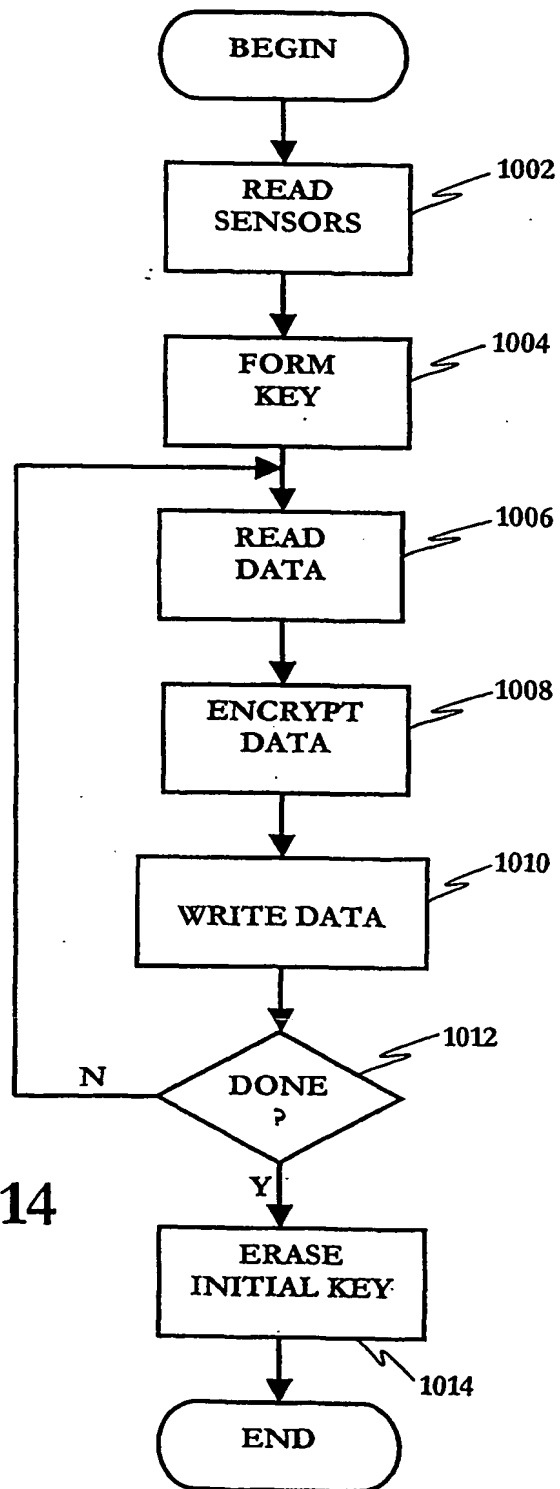 BEGIN
READ
SENSORS
1002
FORM
KEY
1004
READ
DATA
1006
ENCRYPT
DATA
1008
WRITE DATA
1010
DONE
?
1012
N
Y
14
ERASE
INITIAL KEY
1014
END